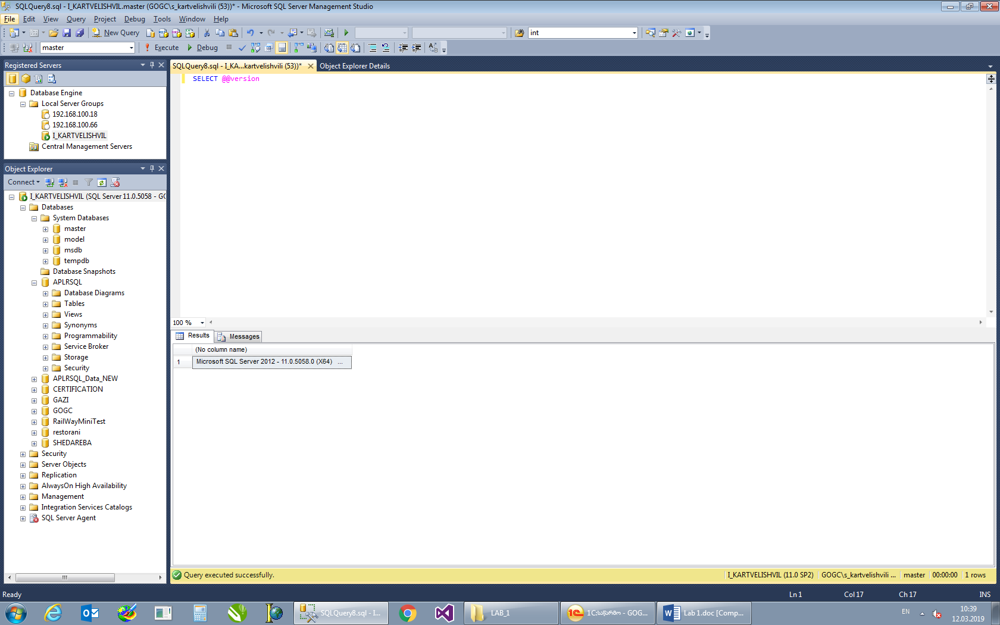 SQLQuery8.sql - I_KARTVELISHVIL.master (GOGC\s_kartvelishvili (53))* - Microsoft SQL Server Management Studio
File Edit View Query Project Debug Tools Window Help
New Query int
master Execute Debug
Registered Servers
Database Engine
Local Server Groups
192.168.100.18
192.168.100.66
I_KARTVELISHVIL
Central Management Servers
Object Explorer
Connect
I_KARTVELISHVIL (SQL Server 11.0.5058 - GO
Databases
System Databases
master
model
msdb
tempdb
Database Snapshots
APLRSQL
Database Diagrams
Tables
Views
Synonyms
Programmability
Service Broker
Storage
Security
APLRSQL_Data_NEW
CERTIFICATION
GAZI
GOGC
RailWayMiniTest
restorani
SHEDAREBA
Security
Server Objects
Replication
AlwaysOn High Availability
Management
Integration Services Catalogs
SQL Server Agent
SQLQuery8.sql - I_KA...kartvelishvili (53))* Object Explorer Details
SELECT @@version
100 %
Results Messages
(No column name)
1 Microsoft SQL Server 2012 - 11.0.5058.0 (X64) ...
Query executed successfully. I_KARTVELISHVIL (11.0 SP2) GOGC\s_kartvelishvili ... master 00:00:00 1 rows
Ready Ln 1 Col 17 Ch 17 INS
SQLQuery8.sql - I... LAB_1 1C:საწარმო - GOG... Lab 1.doc [Comp... EN 10:39
12.03.2019